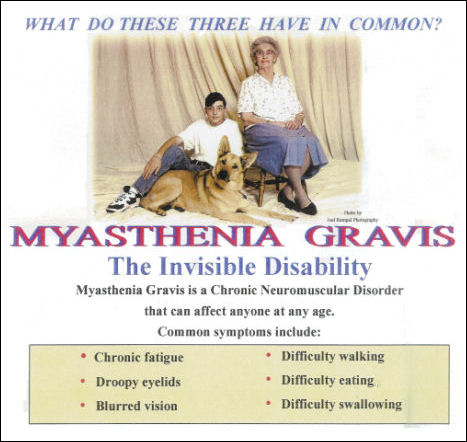 WHAT DO THESE THREE HAVE IN COMMON?
Photo by
Joel Rempel Photography
MYASTHENIA GRAVIS
The Invisible Disability
Myasthenia Gravis is a Chronic Neuromuscular Disorder
that can affect anyone at any age.
Common symptoms include:
• Chronic fatigue
• Droopy eyelids
• Blurred vision
• Difficulty walking
• Difficulty eating
• Difficulty swallowing